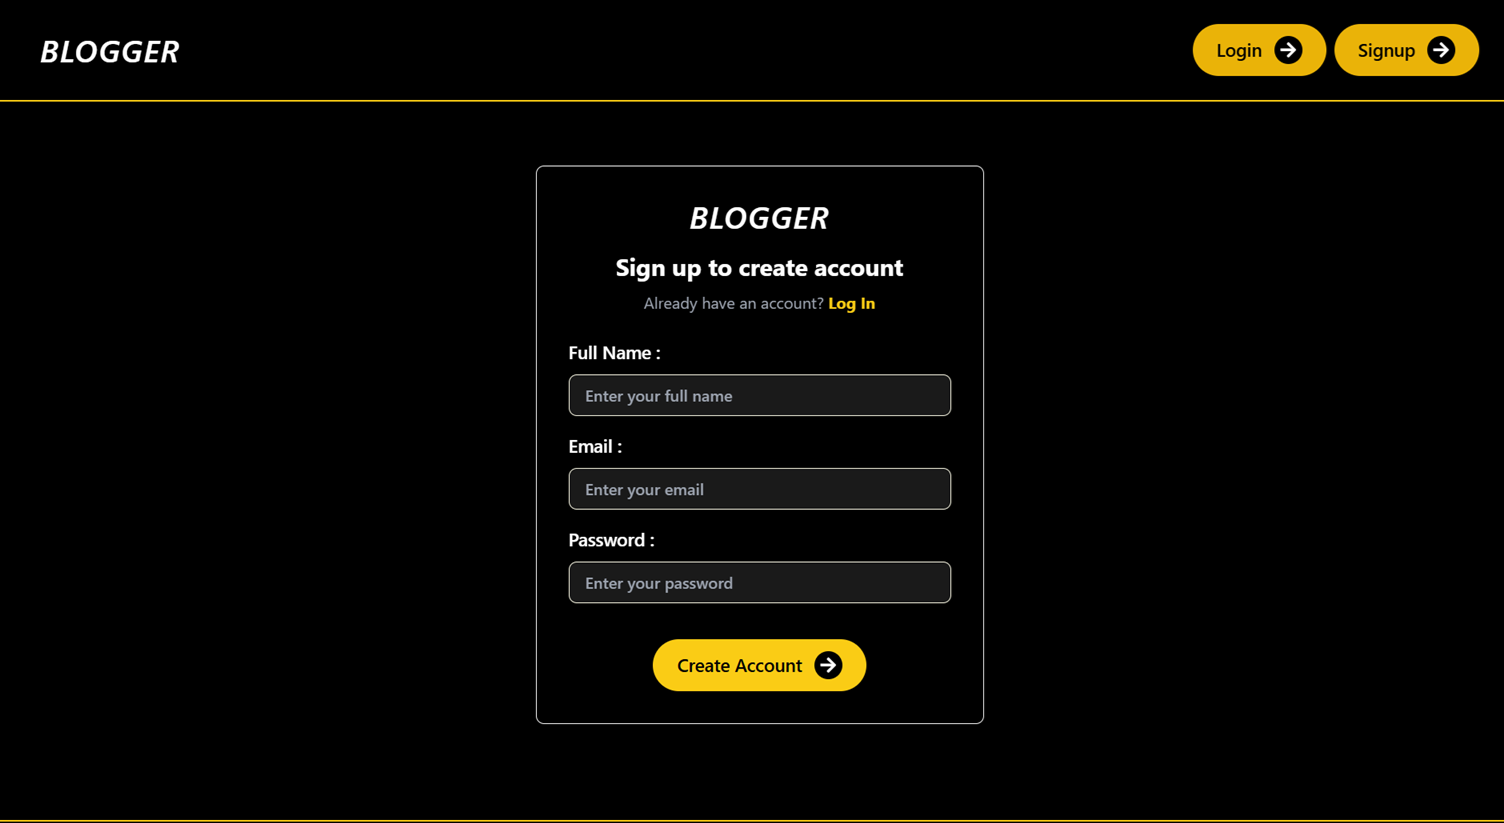 BLOGGER
Login
Signup
BLOGGER
Sign up to create account
Already have an account? Log In
Full Name :
Enter your full name
Email :
Enter your email
Password :
Enter your password
Create Account